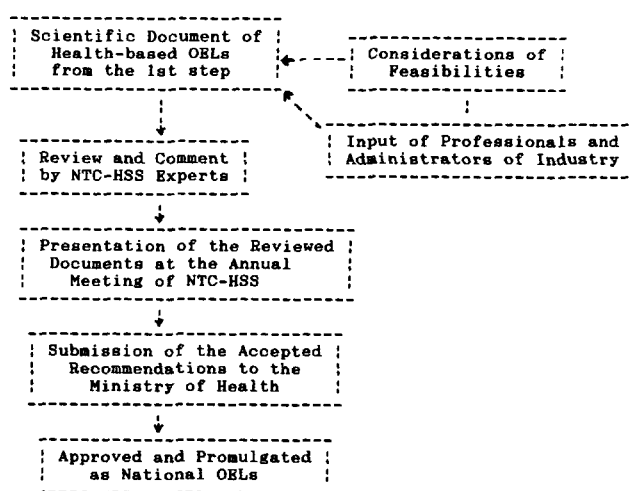 Scientific Document of
Health-based OELs
from the 1st step
Considerations of
Feasibilities
Input of Professionals and
Administrators of Industry
Review and Comment
by NTC-HSS Experts
Presentation of the Reviewed
Documents at the Annual
Meeting of NTC-HSS
Submission of the Accepted
Recommendations to the
Ministry of Health
Approved and Promulgated
as National OELs